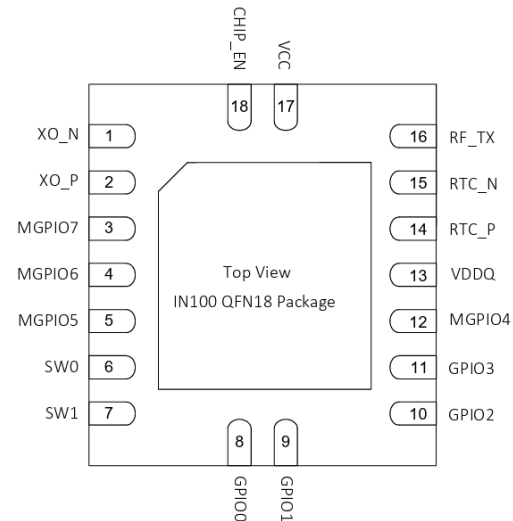 CHIP_EN
VCC
18
17
XO_N 1
16 RF_TX
XO_P 2
15 RTC_N
MGPIO7 3
14 RTC_P
MGPIO6 4
Top View
13 VDDQ
IN100 QFN18 Package
MGPIO5 5
12 MGPIO4
SW0 6
11 GPIO3
SW1 7
10 GPIO2
8
9
GPIO0
GPIO1